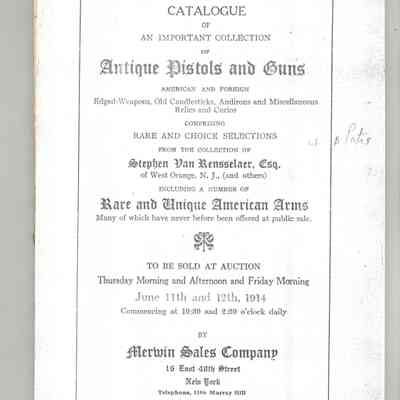 CATALOGUE
OF
AN IMPORTANT COLLECTION
OF
Antique Pistols and Guns
AMERICAN AND FOREIGN
Edged-Weapons, Old Candlesticks, Andirons and Miscellaneous
Relics and Curios
COMPRISING
RARE AND CHOICE SELECTIONS
FROM THE COLLECTION OF
Stephen Van Rensselaer, Esq.
of West Orange, N. J., (and others)
INCLUDING A NUMBER OF
Rare and Unique American Arms
Many of which have never before been offered at public sale.
TO BE SOLD AT AUCTION
Thursday Morning and Afternoon and Friday Morning
June 11th and 12th, 1914
Commencing at 10:30 and 2:30 o'clock daily
BY
Merwin Sales Company
16 East 40th Street
New York
Telephone, Murray Hill